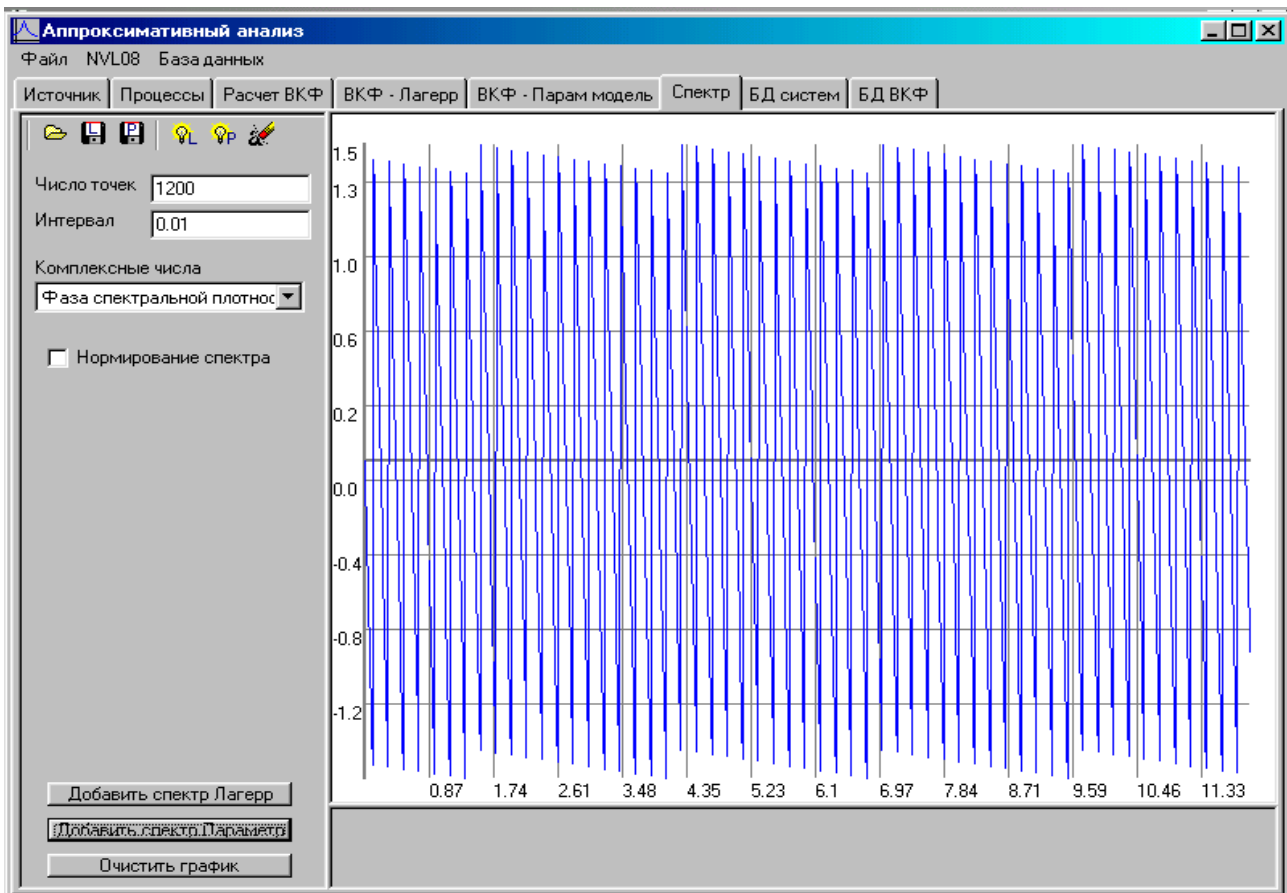 Аппроксимативный анализ
Файл NVL08 База данных
Источник Процессы Расчет ВКФ ВКФ - Лагерр ВКФ - Парам модель Спектр БД систем БД ВКФ
L P L P
Число точек 1200
Интервал 0.01
Комплексные числа
Фаза спектральной плотнос
Нормирование спектра
Добавить спектр Лагерр
Добавить спектр Параметр
Очистить график
1.5
1.3
1.0
0.6
0.2
0.0
-0.4
-0.8
-1.2
0.87 1.74 2.61 3.48 4.35 5.23 6.1 6.97 7.84 8.71 9.59 10.46 11.33